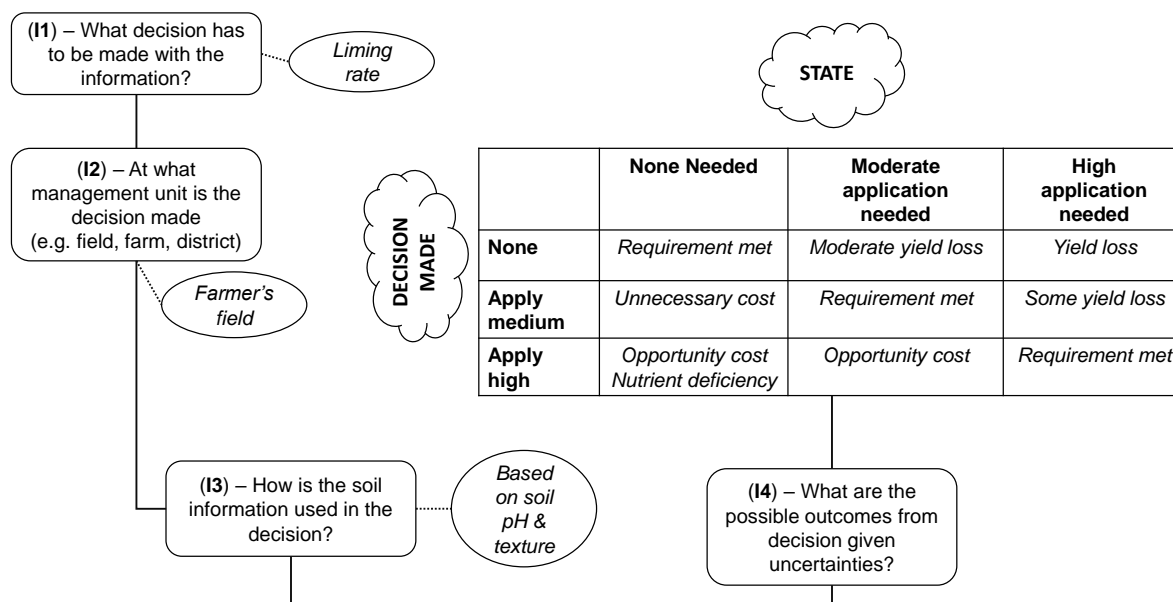 (I1) – What decision has
to be made with the
information?
Liming
rate
STATE
(I2) – At what
management unit is the
decision made
(e.g. field, farm, district)
Farmer's
field
DECISION
MADE
None Needed
Moderate
application
needed
High
application
needed
None
Requirement met
Moderate yield loss
Yield loss
Apply
medium
Unnecessary cost
Requirement met
Some yield loss
Apply
high
Opportunity cost
Nutrient deficiency
Opportunity cost
Requirement met
(I3) – How is the soil
information used in the
decision?
Based
on soil
pH &
texture
(I4) – What are the
possible outcomes from
decision given
uncertainties?